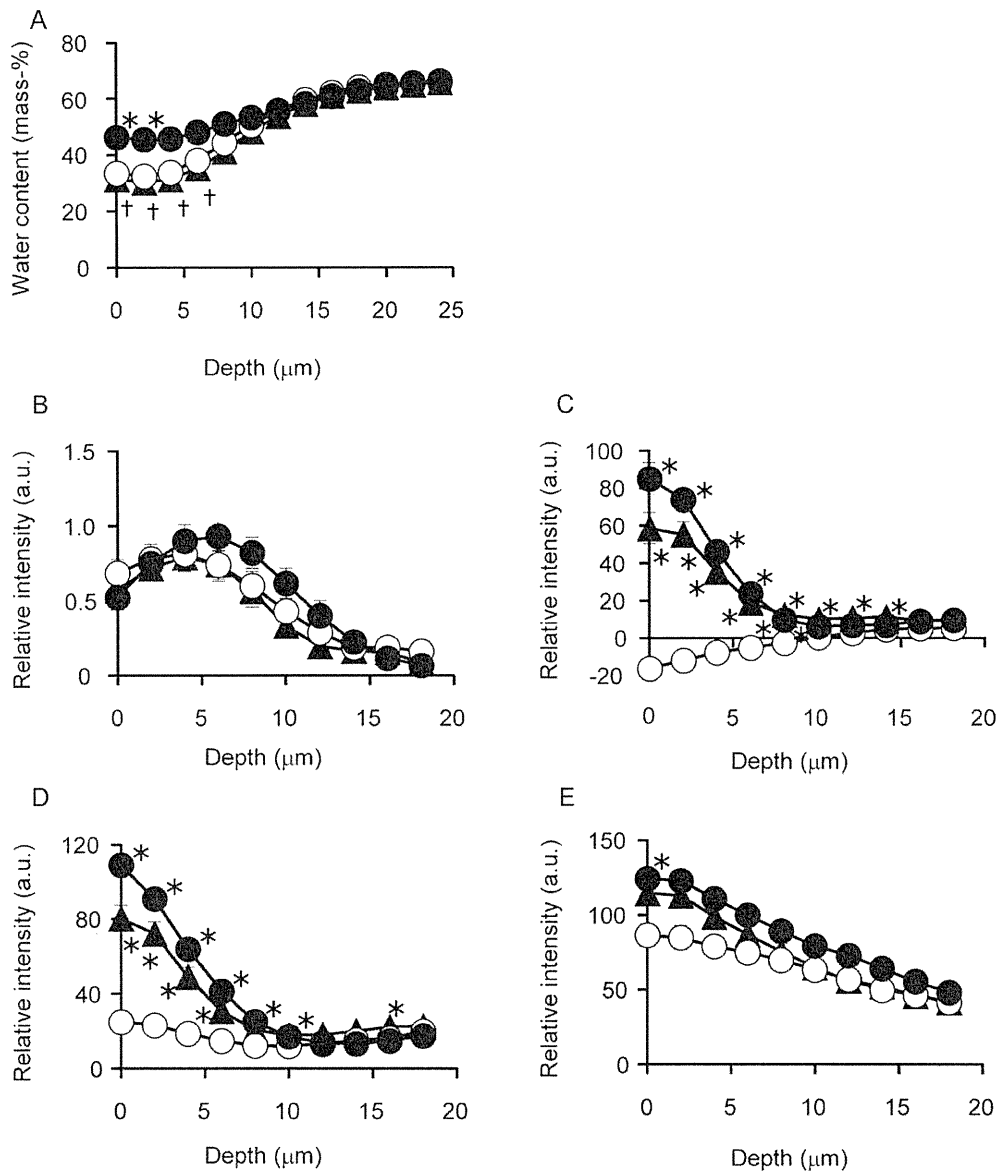 A
Water content (mass-%)
80
60
40
20
0
* *
† † † †
0 5 10 15 20 25
Depth (μm)
B
Relative intensity (a.u.)
1.5
1.0
0.5
0
0 5 10 15 20
Depth (μm)
C
Relative intensity (a.u.)
100
80
60
40
20
0
-20
* * * * * * * *
* * * * * *
0 5 10 15 20
Depth (μm)
D
Relative intensity (a.u.)
120
80
40
0
* * * * * * *
* * * *
0 5 10 15 20
Depth (μm)
E
Relative intensity (a.u.)
150
100
50
0
*
0 5 10 15 20
Depth (μm)